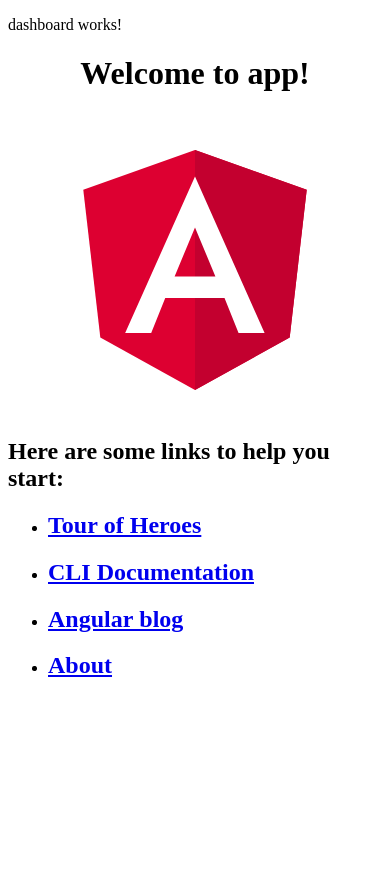 dashboard works!
Welcome to app!
Here are some links to help you
start:
Tour of Heroes
CLI Documentation
Angular blog
About